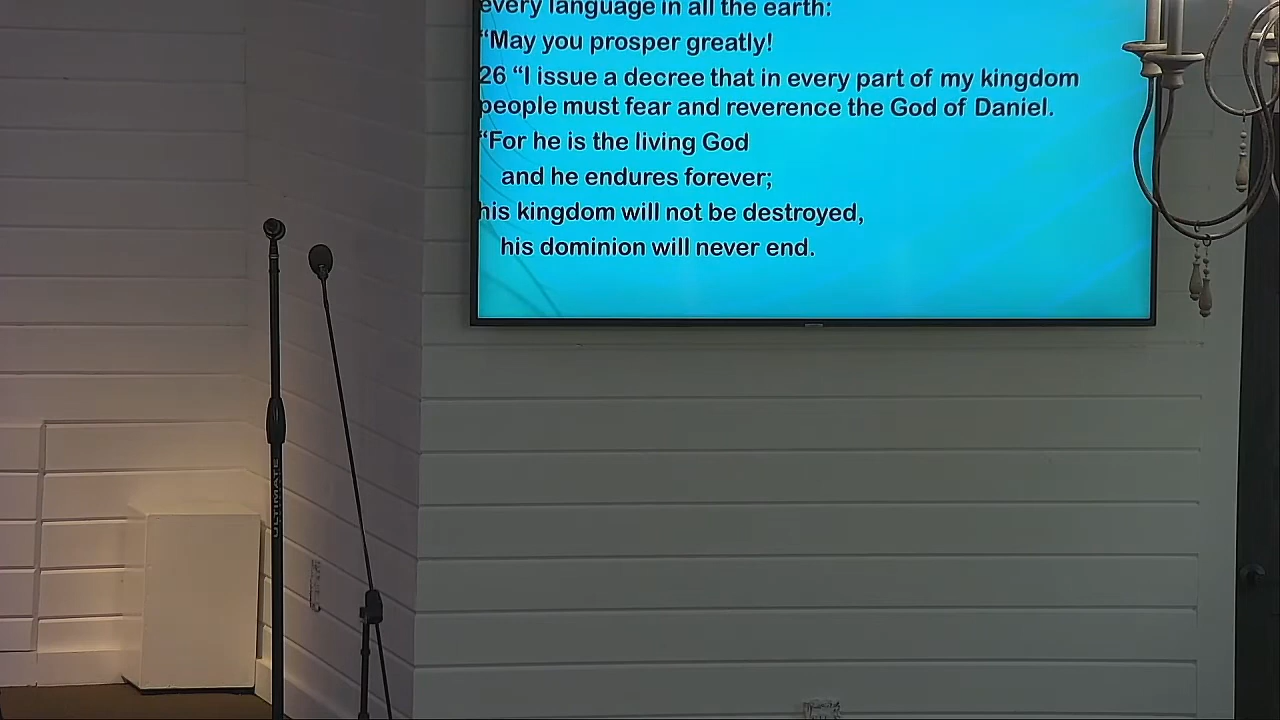 every language in all the earth:
“May you prosper greatly!
26 “I issue a decree that in every part of my kingdom
people must fear and reverence the God of Daniel.
“For he is the living God
and he endures forever;
his kingdom will not be destroyed,
his dominion will never end.
ULTIMATE